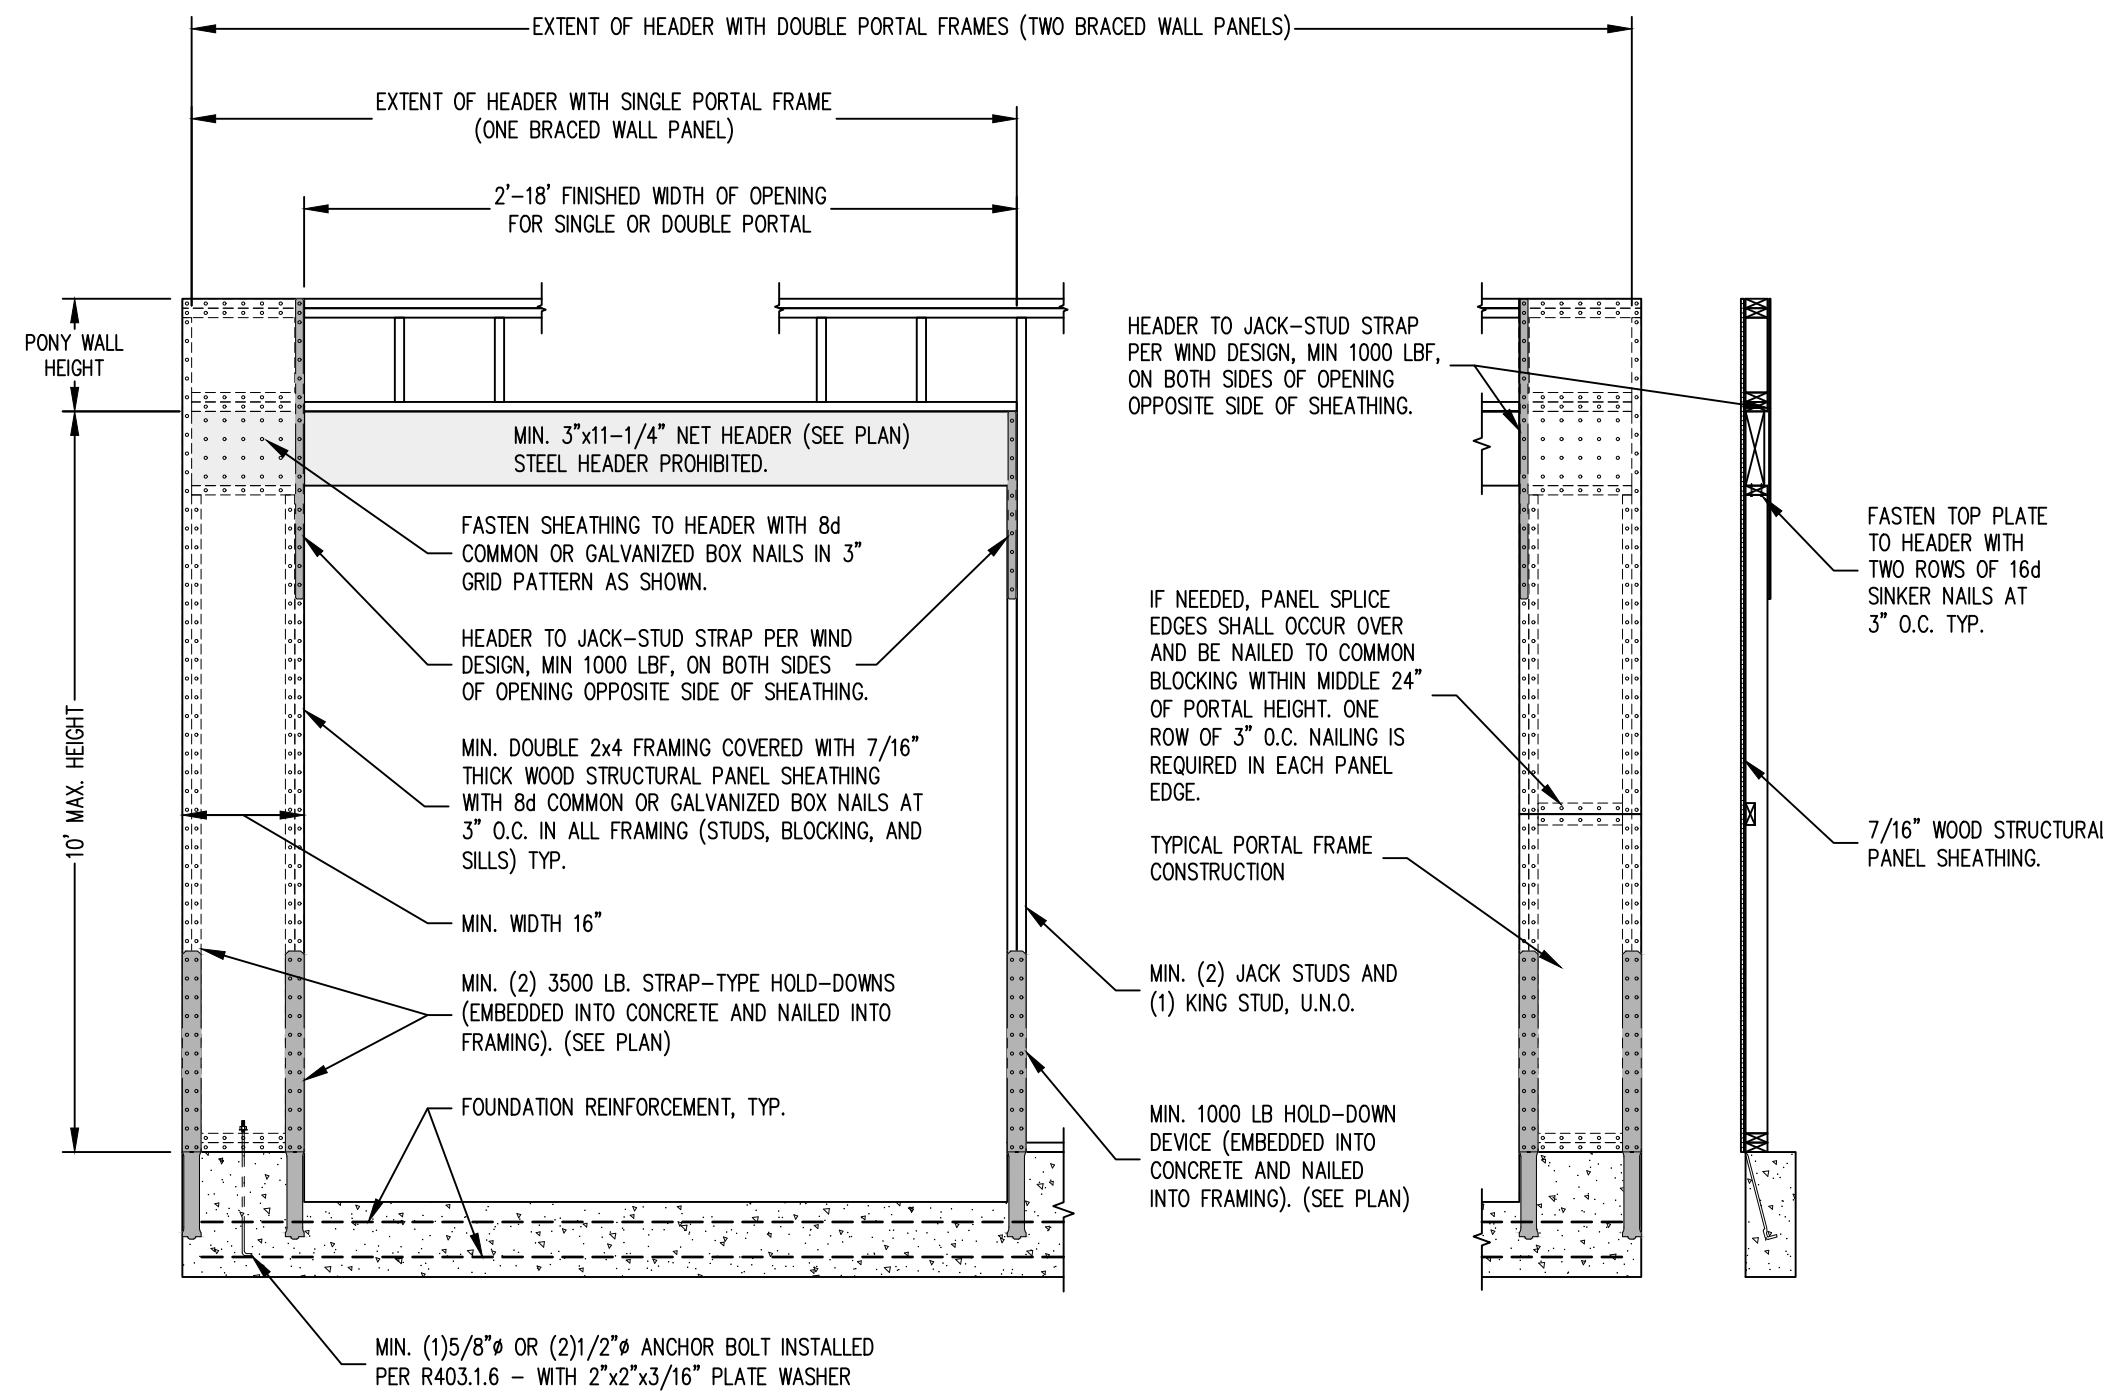 EXTENT OF HEADER WITH DOUBLE PORTAL FRAMES (TWO BRACED WALL PANELS)
EXTENT OF HEADER WITH SINGLE PORTAL FRAME
(ONE BRACED WALL PANEL)
2'-18' FINISHED WIDTH OF OPENING
FOR SINGLE OR DOUBLE PORTAL
PONY WALL
HEIGHT
10' MAX. HEIGHT
MIN. 3"x11-1/4" NET HEADER (SEE PLAN)
STEEL HEADER PROHIBITED.
FASTEN SHEATHING TO HEADER WITH 8d
COMMON OR GALVANIZED BOX NAILS IN 3"
GRID PATTERN AS SHOWN.
HEADER TO JACK-STUD STRAP PER WIND
DESIGN, MIN 1000 LBF, ON BOTH SIDES
OF OPENING OPPOSITE SIDE OF SHEATHING.
MIN. DOUBLE 2x4 FRAMING COVERED WITH 7/16"
THICK WOOD STRUCTURAL PANEL SHEATHING
WITH 8d COMMON OR GALVANIZED BOX NAILS AT
3" O.C. IN ALL FRAMING (STUDS, BLOCKING, AND
SILLS) TYP.
MIN. WIDTH 16"
MIN. (2) 3500 LB. STRAP-TYPE HOLD-DOWNS
(EMBEDDED INTO CONCRETE AND NAILED INTO
FRAMING). (SEE PLAN)
FOUNDATION REINFORCEMENT, TYP.
MIN. (1)5/8"ø OR (2)1/2"ø ANCHOR BOLT INSTALLED
PER R403.1.6 - WITH 2"x2"x3/16" PLATE WASHER
HEADER TO JACK-STUD STRAP
PER WIND DESIGN, MIN 1000 LBF,
ON BOTH SIDES OF OPENING
OPPOSITE SIDE OF SHEATHING.
IF NEEDED, PANEL SPLICE
EDGES SHALL OCCUR OVER
AND BE NAILED TO COMMON
BLOCKING WITHIN MIDDLE 24"
OF PORTAL HEIGHT. ONE
ROW OF 3" O.C. NAILING IS
REQUIRED IN EACH PANEL
EDGE.
TYPICAL PORTAL FRAME
CONSTRUCTION
MIN. (2) JACK STUDS AND
(1) KING STUD, U.N.O.
MIN. 1000 LB HOLD-DOWN
DEVICE (EMBEDDED INTO
CONCRETE AND NAILED
INTO FRAMING). (SEE PLAN)
FASTEN TOP PLATE
TO HEADER WITH
TWO ROWS OF 16d
SINKER NAILS AT
3" O.C. TYP.
7/16" WOOD STRUCTURAL
PANEL SHEATHING.